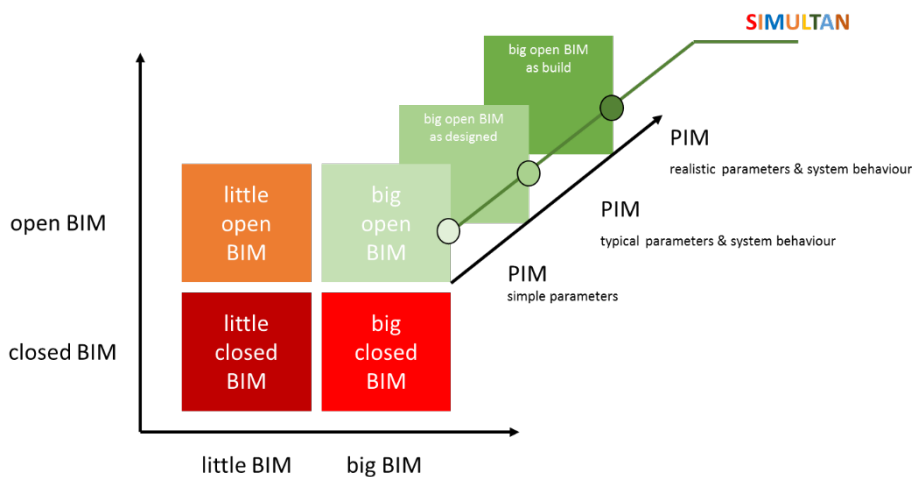 SIMULTAN
big open BIM
as build
big open BIM
as designed
PIM
realistic parameters & system behaviour
little
open
BIM
big
open
BIM
open BIM
PIM
typical parameters & system behaviour
PIM
simple parameters
little
closed
BIM
big
closed
BIM
closed BIM
little BIM
big BIM